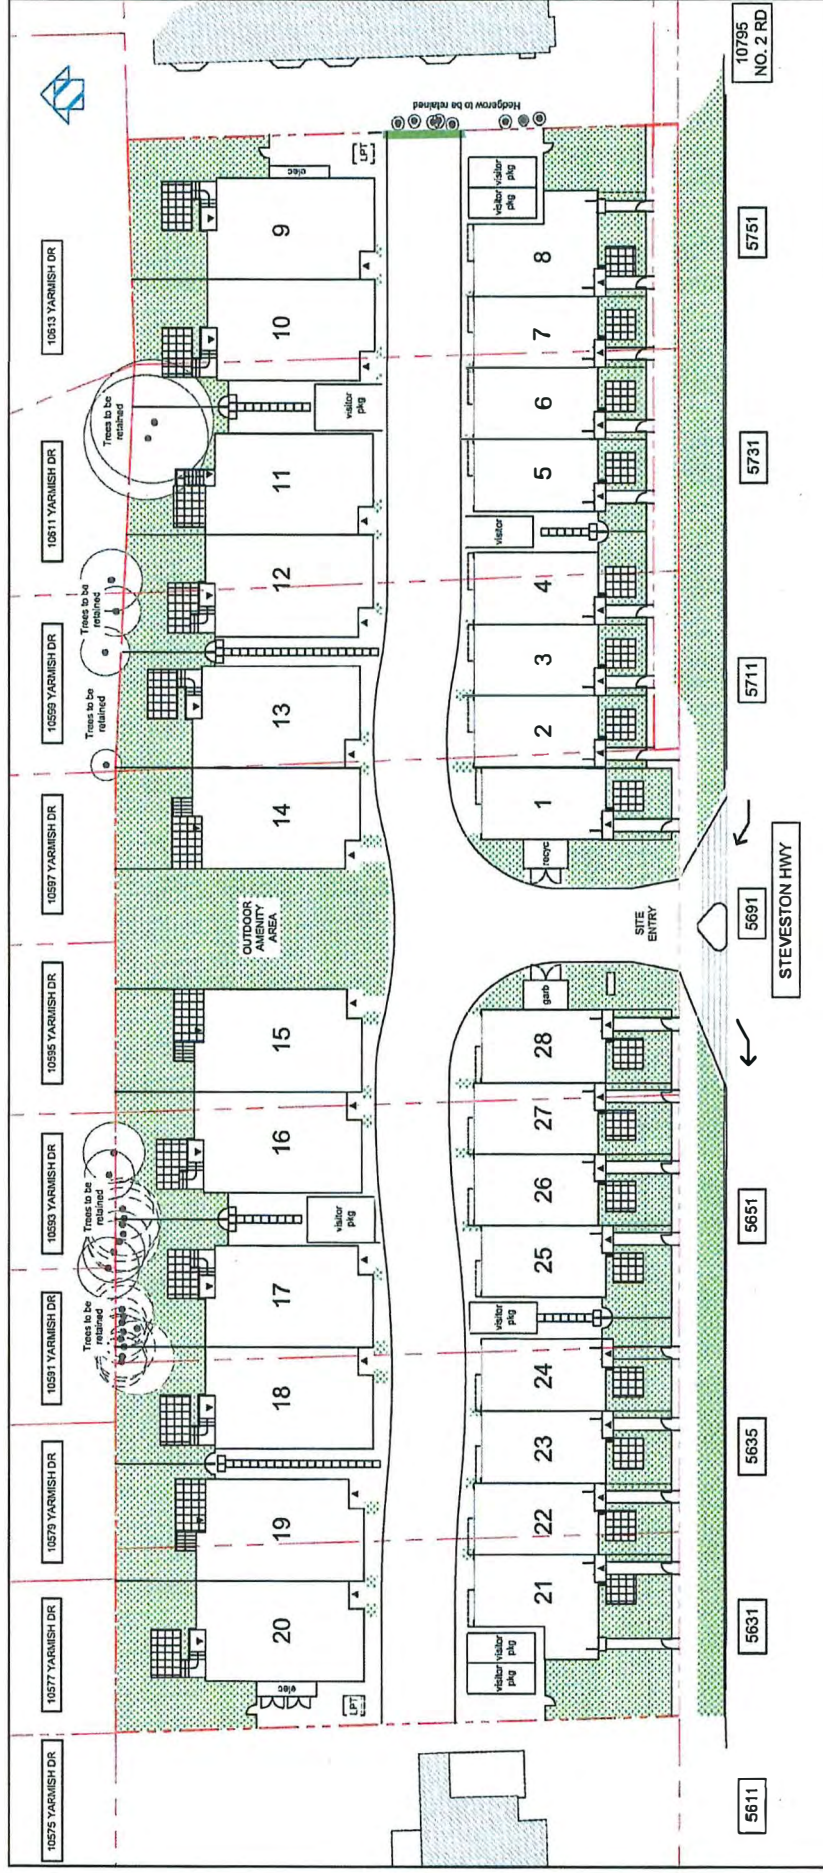 10575 YARMISH DR
10577 YARMISH DR
10579 YARMISH DR
10591 YARMISH DR
10593 YARMISH DR
10595 YARMISH DR
10597 YARMISH DR
10599 YARMISH DR
10611 YARMISH DR
10613 YARMISH DR
Trees to be
retained
Trees to be
retained
Trees to be
retained
Trees to be
retained
Trees to be
retained
20
19
18
17
16
15
OUTDOOR
AMENITY
AREA
14
13
12
11
10
9
elec
LPT
visitor
pkg
visitor
pkg
elec
LPT
Hedgerow to be retained
visitor
pkg
visitor
pkg
21
22
23
24
visitor
pkg
25
26
27
28
garb
SITE
ENTRY
recyc
1
2
3
4
visitor
5
6
7
8
visitor
pkg
visitor
pkg
5611
5631
5635
5651
5691
5711
5731
5751
10795
NO. 2 RD
STEVESTON HWY